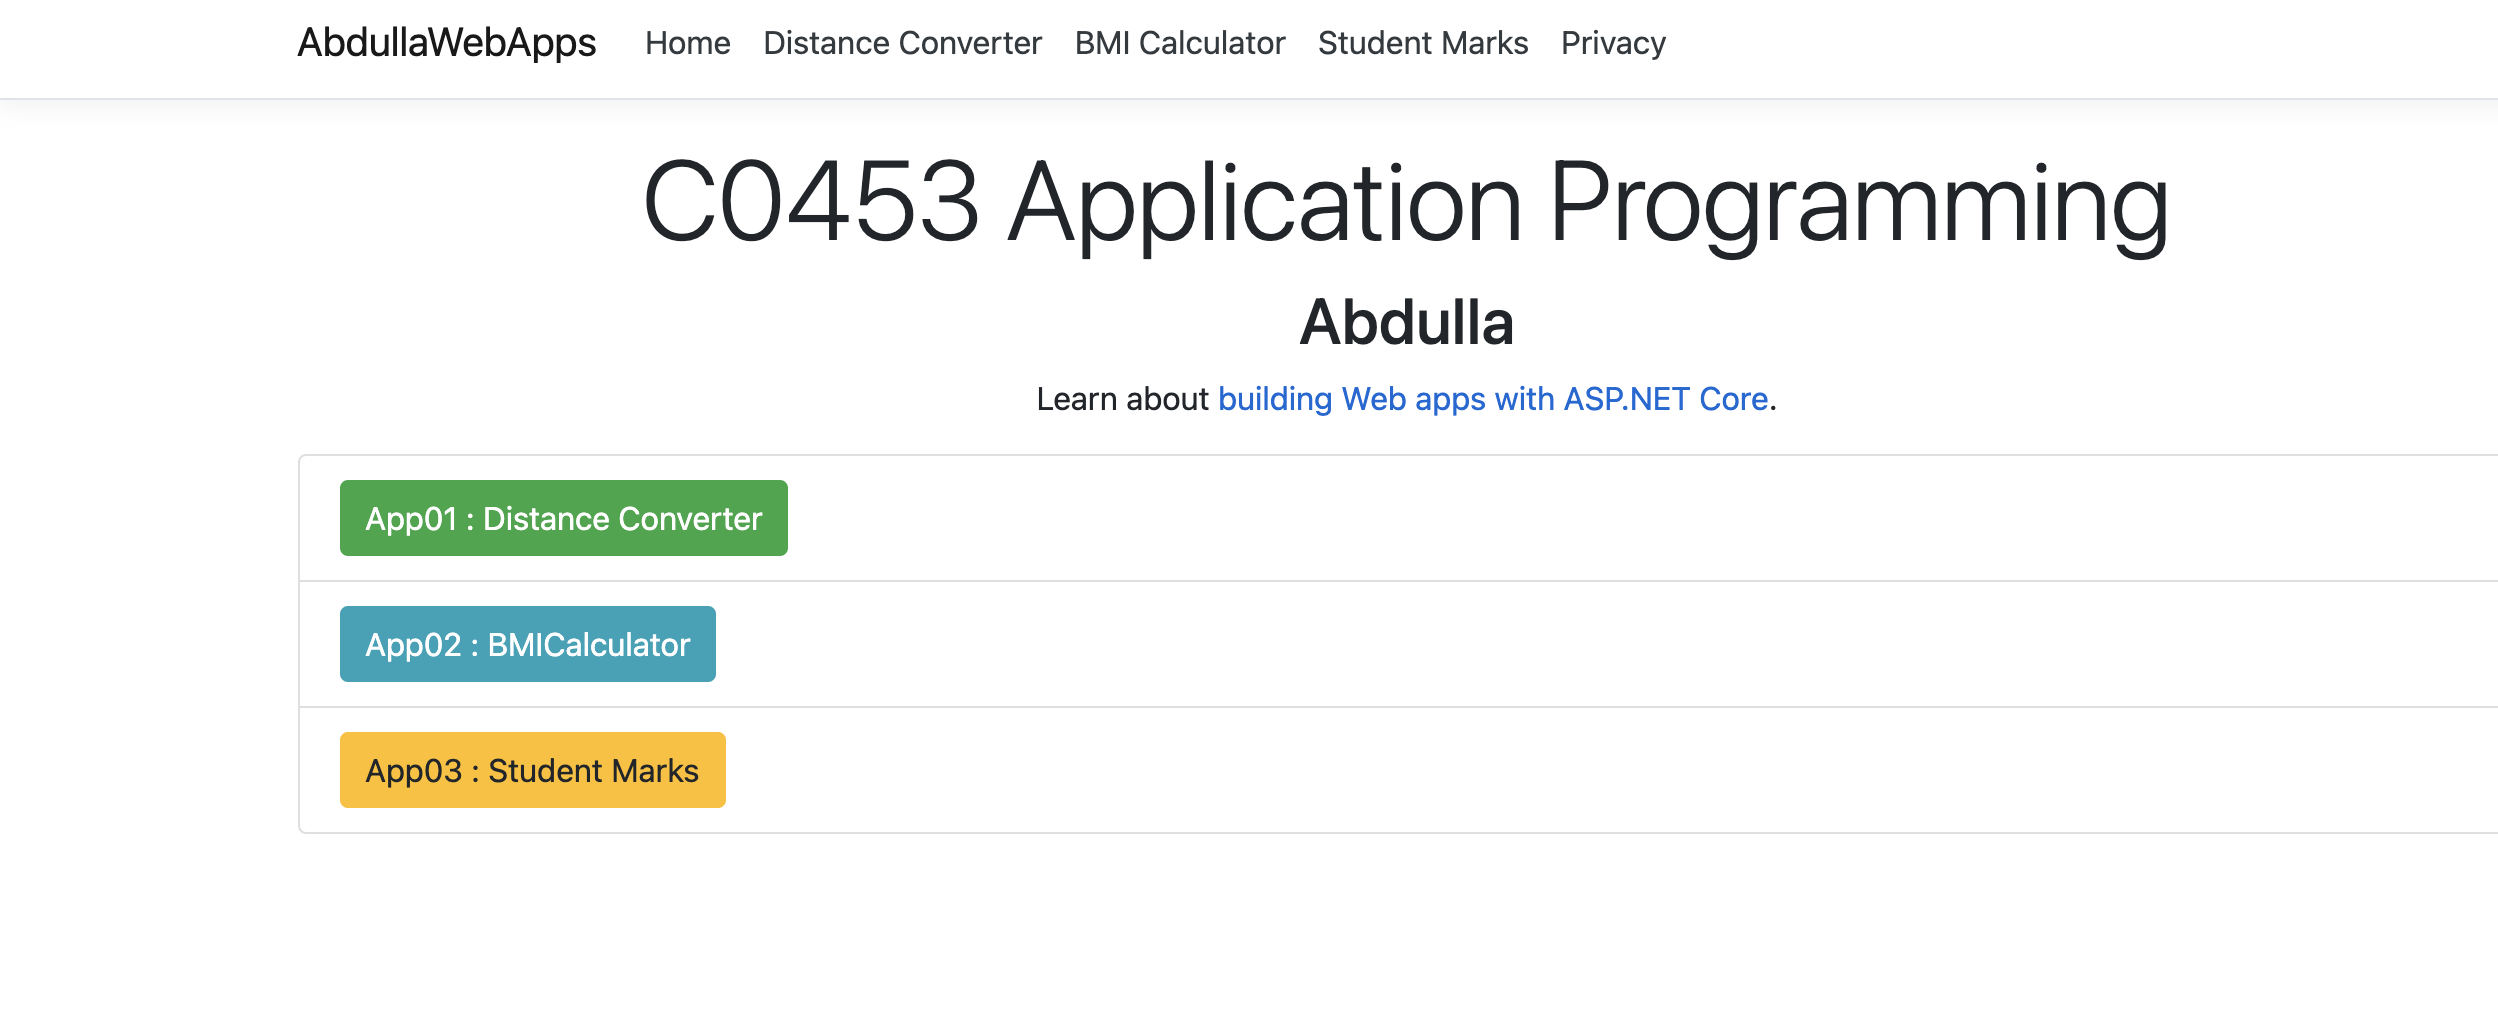 AbdullaWebApps Home Distance Converter BMI Calculator Student Marks Privacy
C0453 Application Programming
Abdulla
Learn about building Web apps with ASP.NET Core.
App01 : Distance Converter
App02 : BMICalculator
App03 : Student Marks